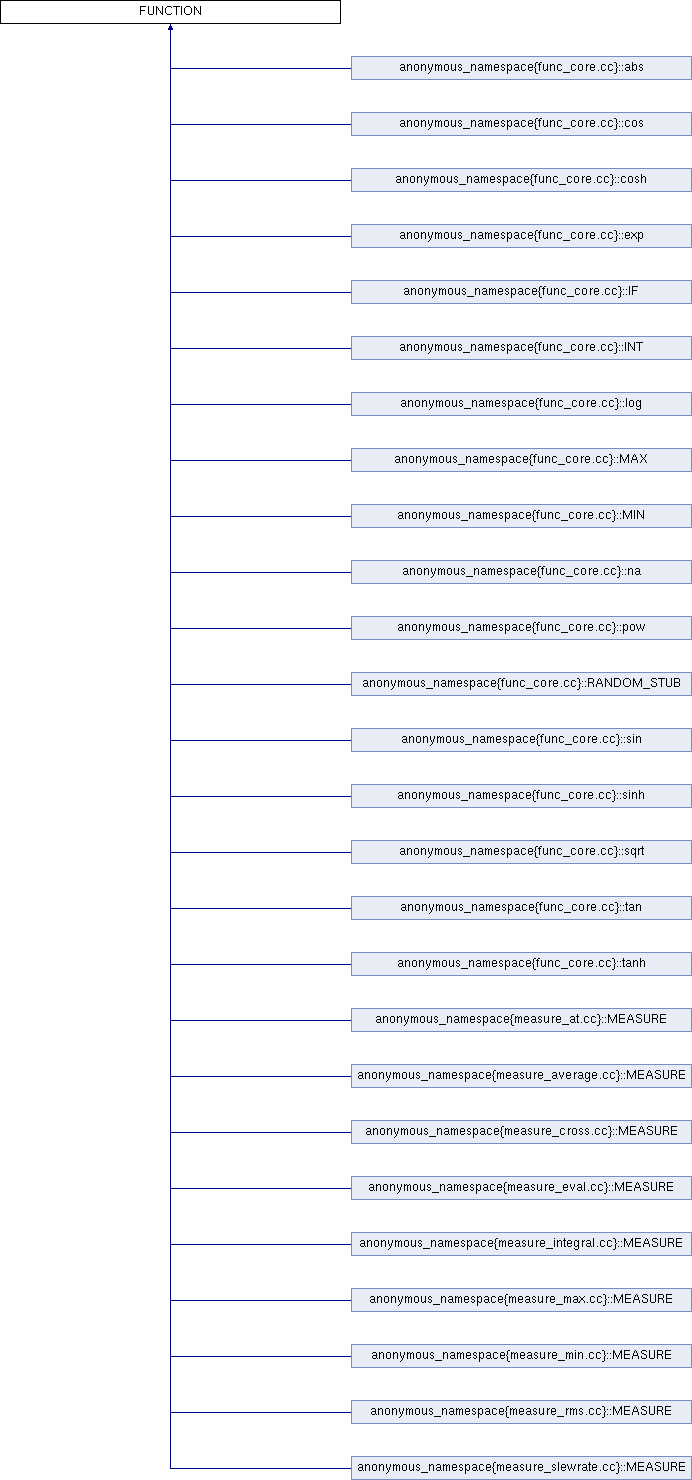 FUNCTION
anonymous_namespace{func_core.cc}::abs
anonymous_namespace{func_core.cc}::cos
anonymous_namespace{func_core.cc}::cosh
anonymous_namespace{func_core.cc}::exp
anonymous_namespace{func_core.cc}::IF
anonymous_namespace{func_core.cc}::INT
anonymous_namespace{func_core.cc}::log
anonymous_namespace{func_core.cc}::MAX
anonymous_namespace{func_core.cc}::MIN
anonymous_namespace{func_core.cc}::na
anonymous_namespace{func_core.cc}::pow
anonymous_namespace{func_core.cc}::RANDOM_STUB
anonymous_namespace{func_core.cc}::sin
anonymous_namespace{func_core.cc}::sinh
anonymous_namespace{func_core.cc}::sqrt
anonymous_namespace{func_core.cc}::tan
anonymous_namespace{func_core.cc}::tanh
anonymous_namespace{measure_at.cc}::MEASURE
anonymous_namespace{measure_average.cc}::MEASURE
anonymous_namespace{measure_cross.cc}::MEASURE
anonymous_namespace{measure_eval.cc}::MEASURE
anonymous_namespace{measure_integral.cc}::MEASURE
anonymous_namespace{measure_max.cc}::MEASURE
anonymous_namespace{measure_min.cc}::MEASURE
anonymous_namespace{measure_rms.cc}::MEASURE
anonymous_namespace{measure_slewrate.cc}::MEASURE